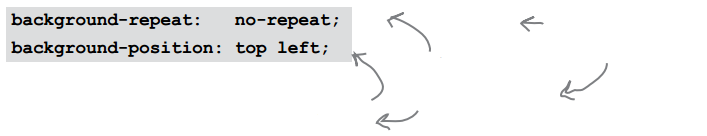 background-repeat: no-repeat;
background-position: top left;